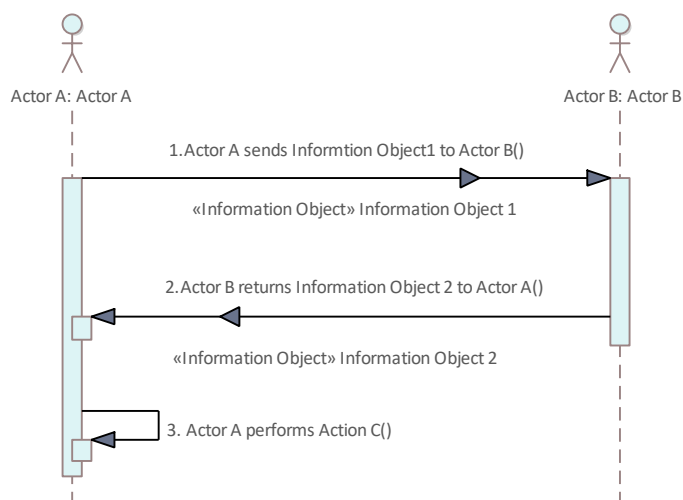 Actor A: Actor A
Actor B: Actor B
1.Actor A sends Informtion Object1 to Actor B()
«Information Object» Information Object 1
2.Actor B returns Information Object 2 to Actor A()
«Information Object» Information Object 2
3. Actor A performs Action C()